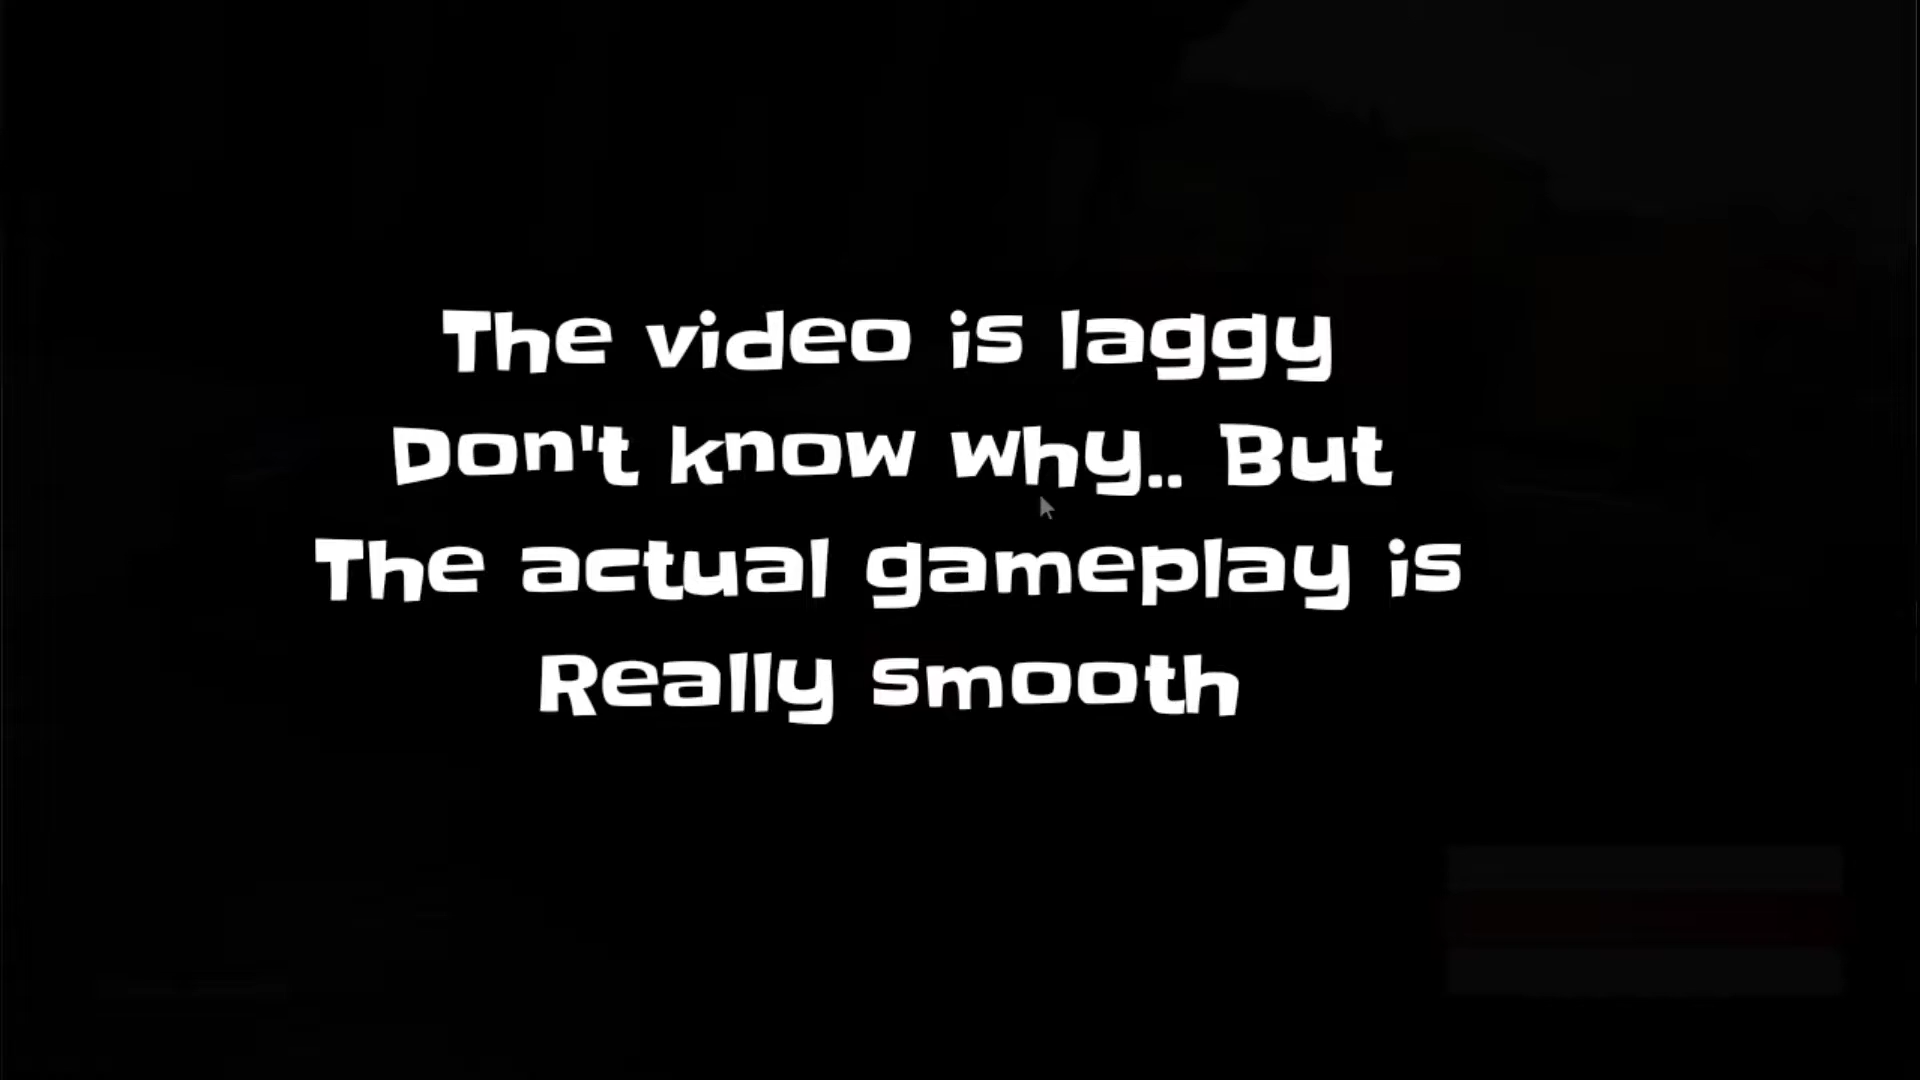 The video is laggy
Don't know why.. But
The actual gameplay is
Really smooth